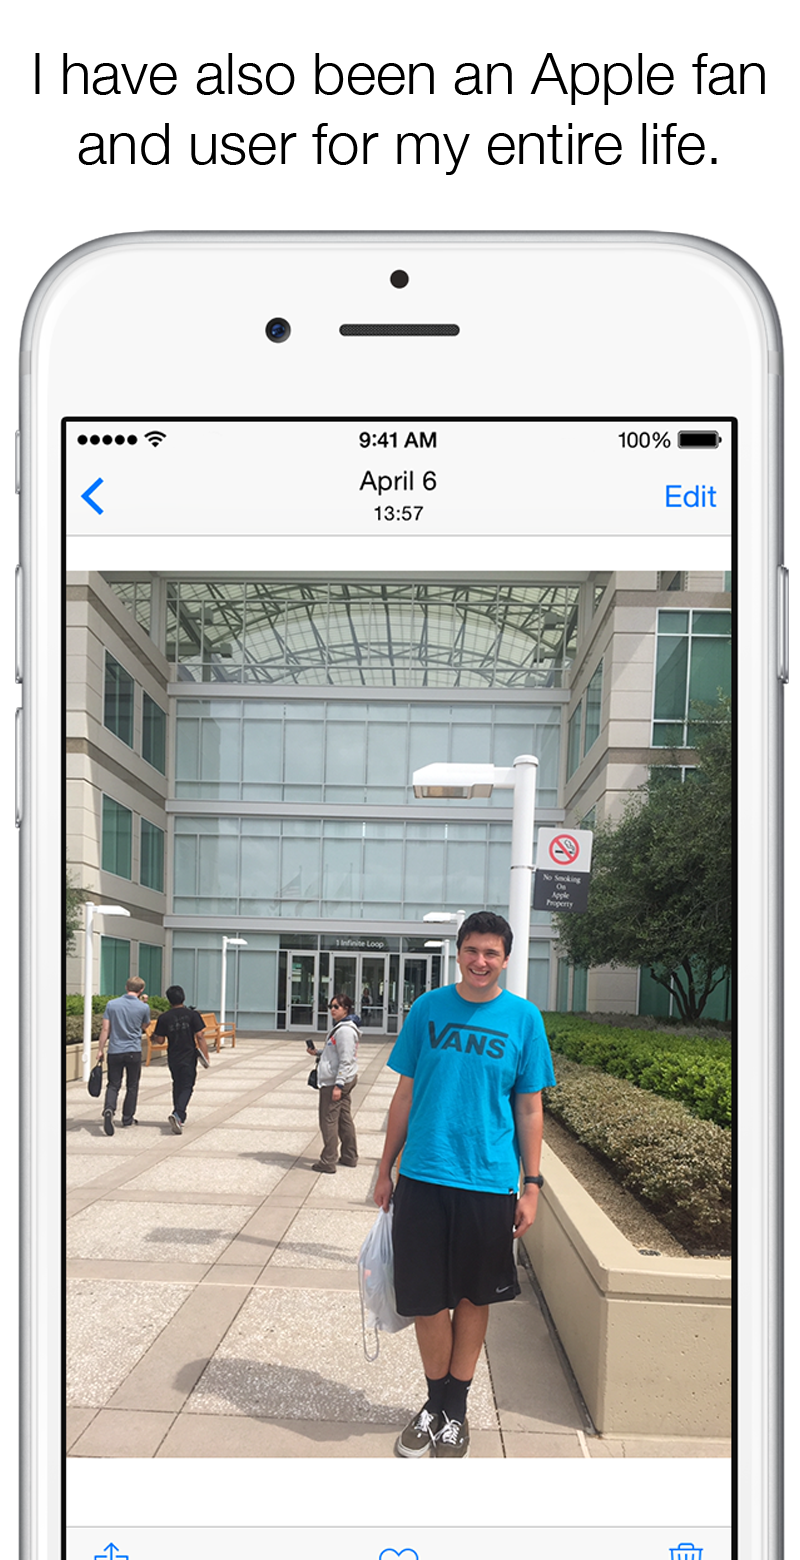 I have also been an Apple fan
and user for my entire life.
9:41 AM
100%
April 6
Edit
13:57
No Smoking
On
Apple
Property
1 Infinite Loop
VANS